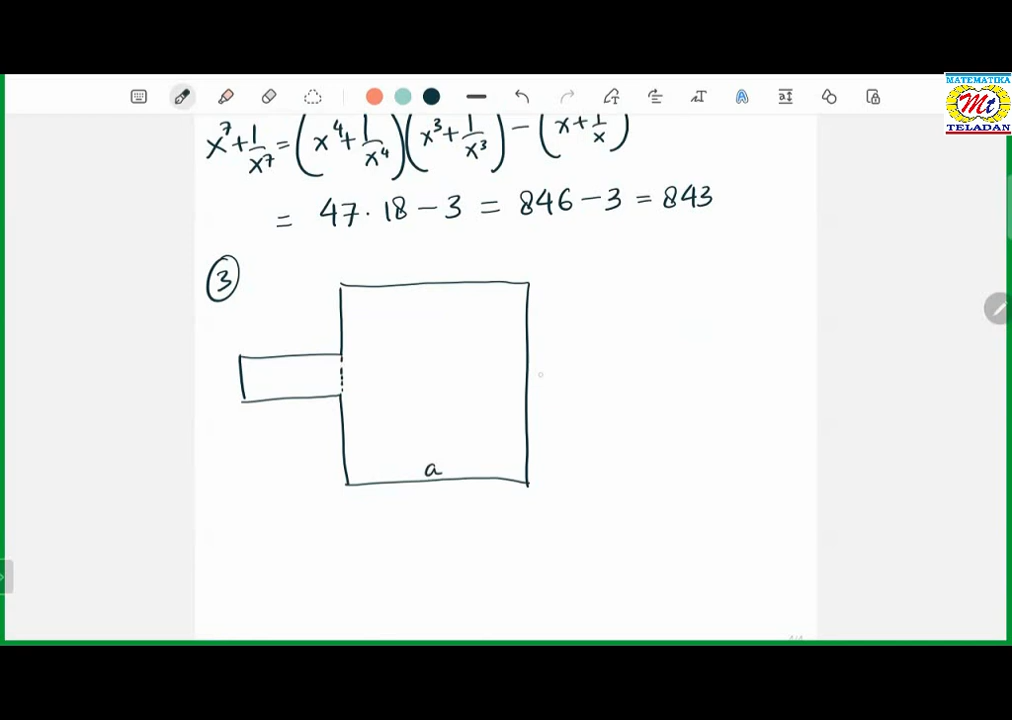 MATEMATIKA
Mt
TELADAN
x⁷ + 1/x⁷ = (x⁴ + 1/x⁴)(x³ + 1/x³) − (x + 1/x)
= 47 · 18 − 3 = 846 − 3 = 843
③
a